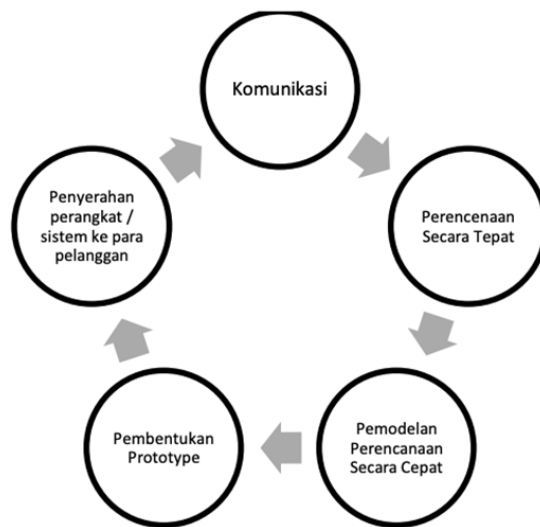 Komunikasi
Perencenaan
Secara Tepat
Pemodelan
Perencanaan
Secara Cepat
Pembentukan
Prototype
Penyerahan
perangkat /
sistem ke para
pelanggan